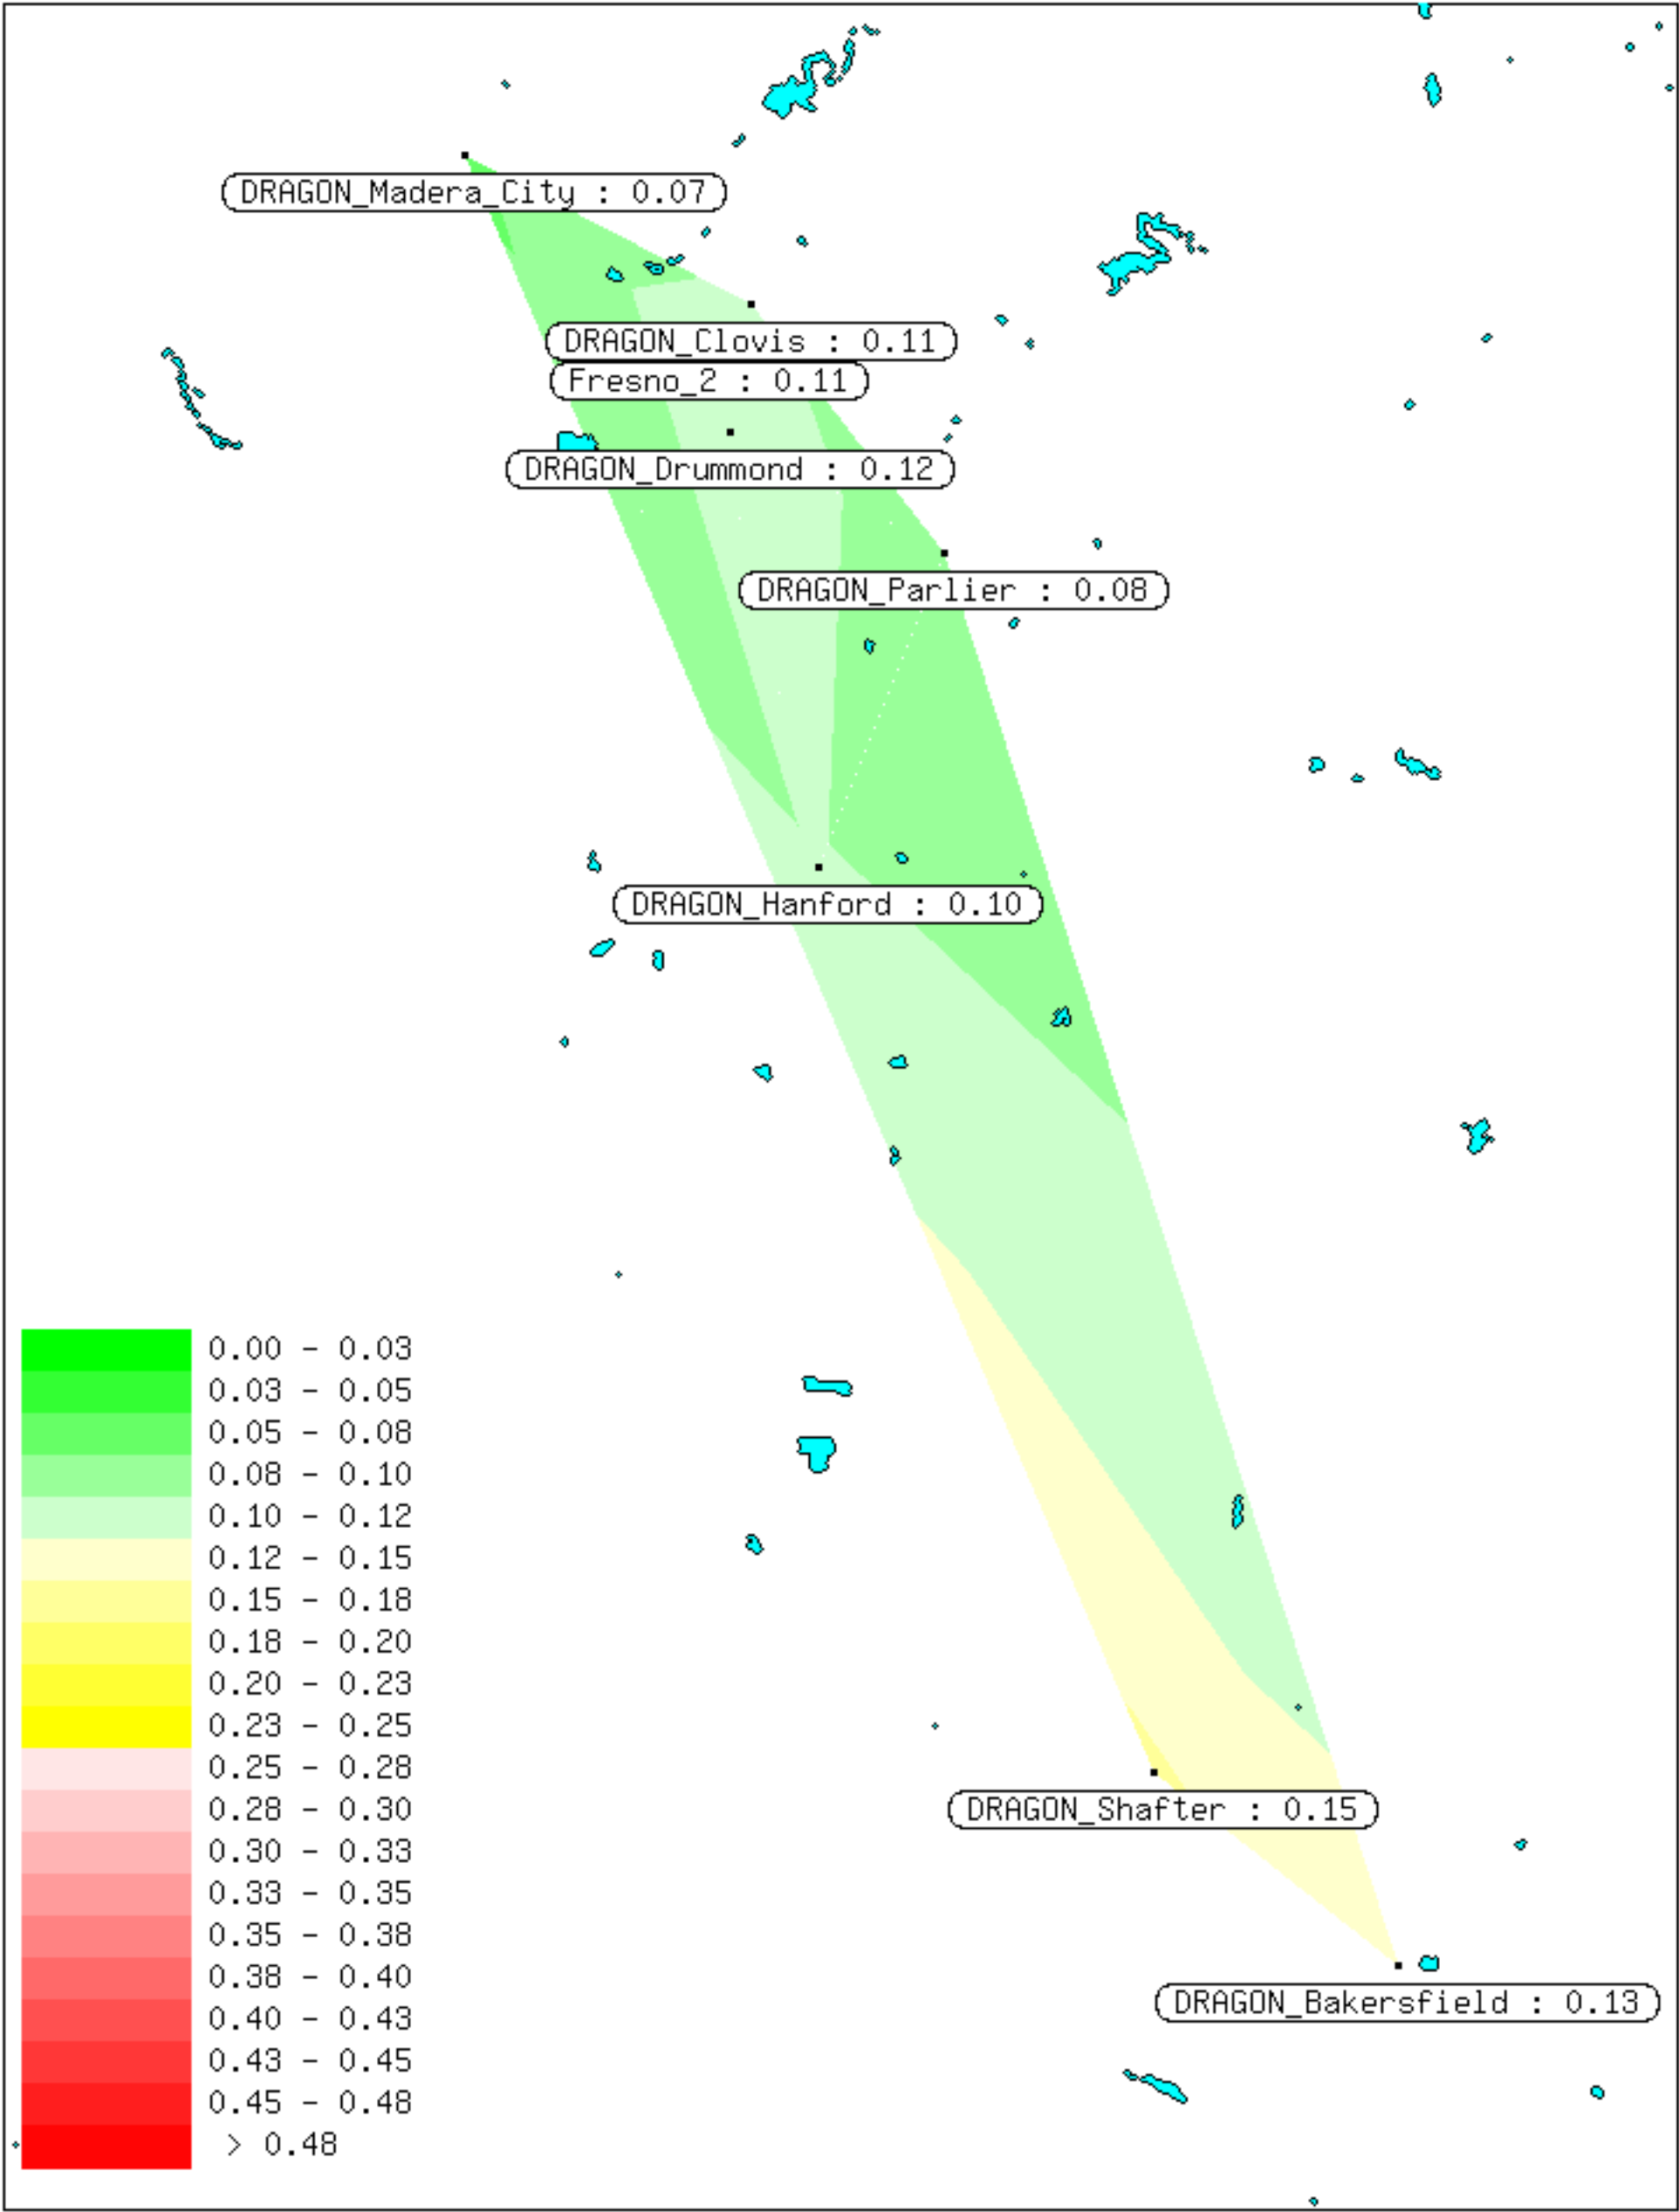 DRAGON_Madera_City : 0.07
DRAGON_Clovis : 0.11
Fresno_2 : 0.11
DRAGON_Drummond : 0.12
DRAGON_Parlier : 0.08
DRAGON_Hanford : 0.10
0.00 - 0.03
0.03 - 0.05
0.05 - 0.08
0.08 - 0.10
0.10 - 0.12
0.12 - 0.15
0.15 - 0.18
0.18 - 0.20
0.20 - 0.23
0.23 - 0.25
0.25 - 0.28
0.28 - 0.30
0.30 - 0.33
0.33 - 0.35
0.35 - 0.38
0.38 - 0.40
0.40 - 0.43
0.43 - 0.45
0.45 - 0.48
> 0.48
DRAGON_Shafter : 0.15
DRAGON_Bakersfield : 0.13